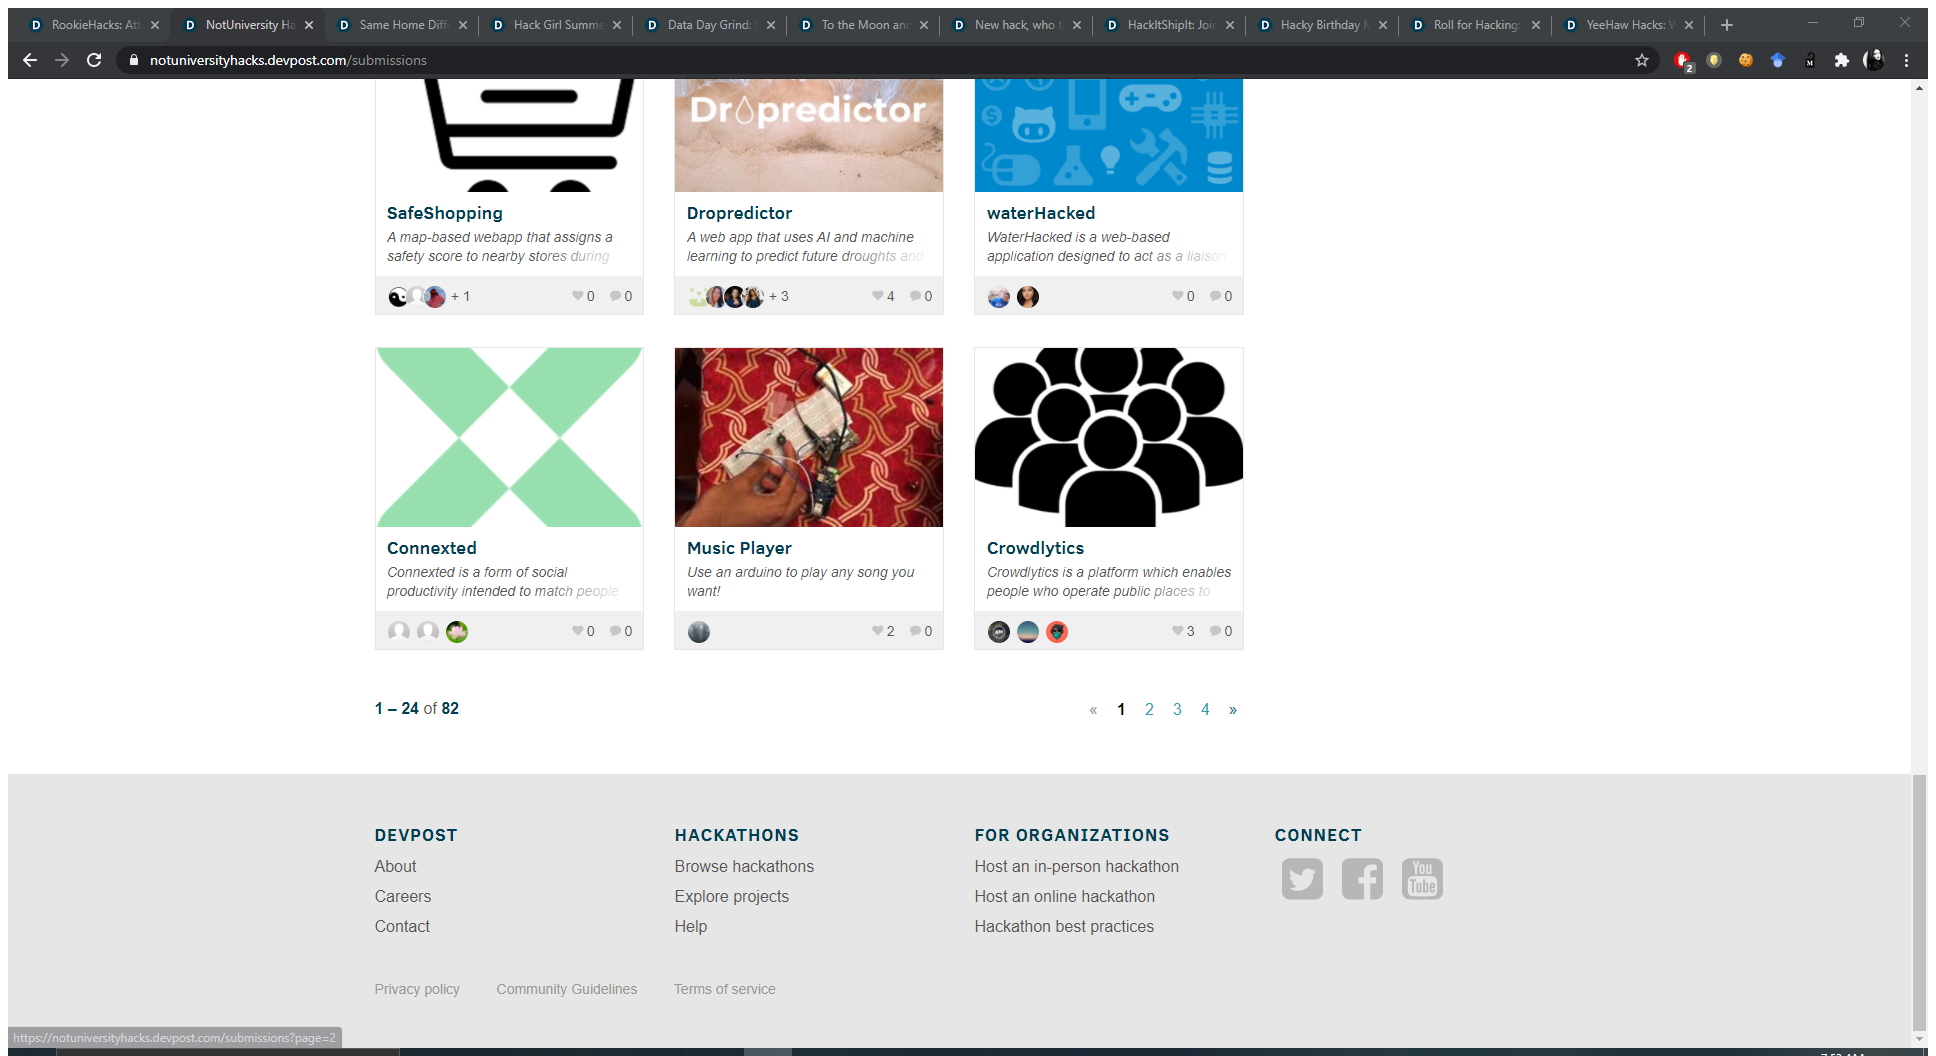 RookieHacks: Att
NotUniversity Ha
Same Home Diff
Hack Girl Summe
Data Day Grind:
To the Moon and
New hack, who t
HackItShipIt: Join
Hacky Birthday M
Roll for Hacking:
YeeHaw Hacks: W
notuniversityhacks.devpost.com/submissions
2
M
Dropredictor
SafeShopping
A map-based webapp that assigns a
safety score to nearby stores during
+ 1
0
0
Dropredictor
A web app that uses AI and machine
learning to predict future droughts and
+ 3
4
0
waterHacked
WaterHacked is a web-based
application designed to act as a liaison
0
0
Connexted
Connexted is a form of social
productivity intended to match people
0
0
Music Player
Use an arduino to play any song you
want!
2
0
Crowdlytics
Crowdlytics is a platform which enables
people who operate public places to
3
0
1 – 24 of 82
« 1 2 3 4 »
DEVPOST
About
Careers
Contact
HACKATHONS
Browse hackathons
Explore projects
Help
FOR ORGANIZATIONS
Host an in-person hackathon
Host an online hackathon
Hackathon best practices
CONNECT
You
Tube
Privacy policy
Community Guidelines
Terms of service
https://notuniversityhacks.devpost.com/submissions?page=2